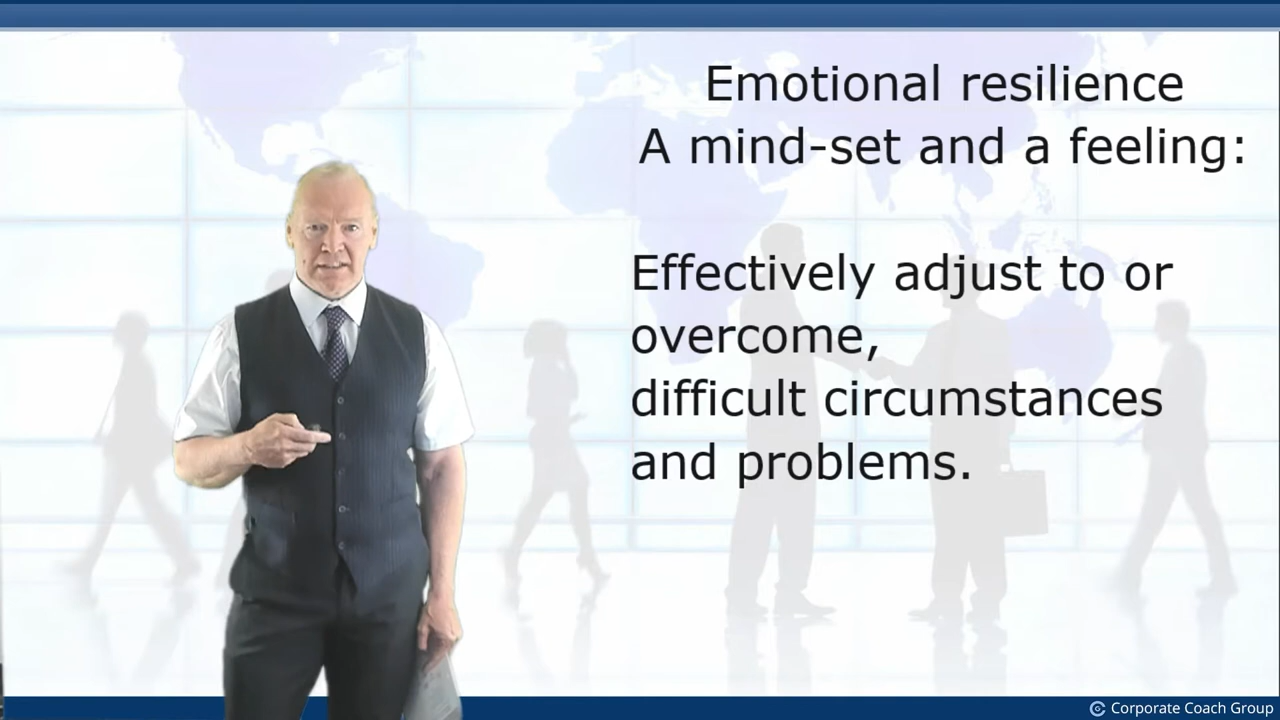 Emotional resilience
A mind-set and a feeling:
Effectively adjust to or
overcome,
difficult circumstances
and problems.
Corporate Coach Group